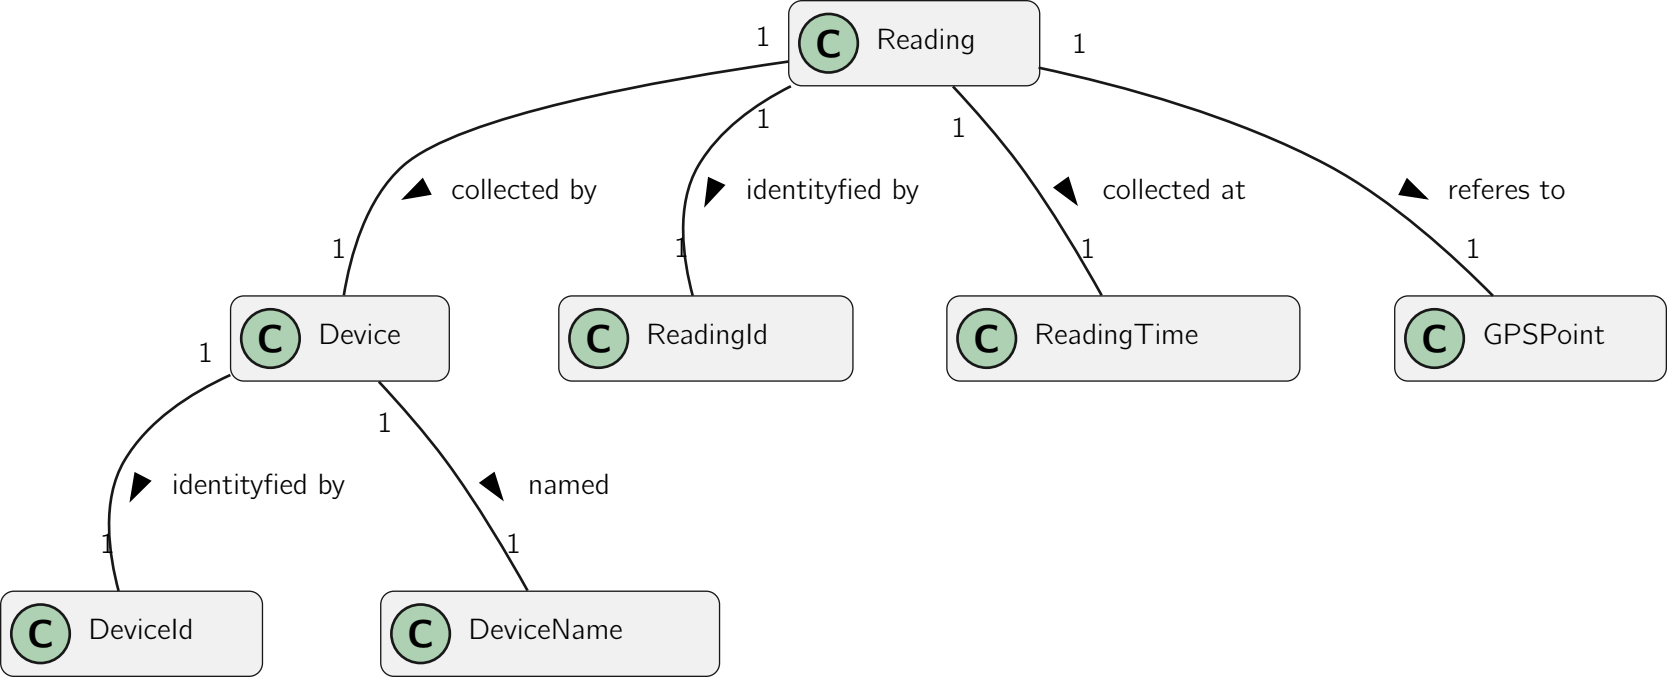 C Reading
1
1
1
1
1
collected by
identityfied by
collected at
referes to
1
1
1
1
C Device
C ReadingId
C ReadingTime
C GPSPoint
1
1
identityfied by
named
1
1
C DeviceId
C DeviceName